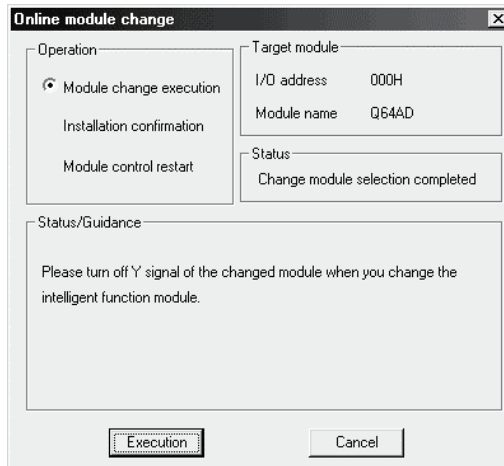 Online module change
Operation
Module change execution
Installation confirmation
Module control restart
Target module
I/O address 000H
Module name Q64AD
Status
Change module selection completed
Status/Guidance
Please turn off Y signal of the changed module when you change the
intelligent function module.
Execution
Cancel